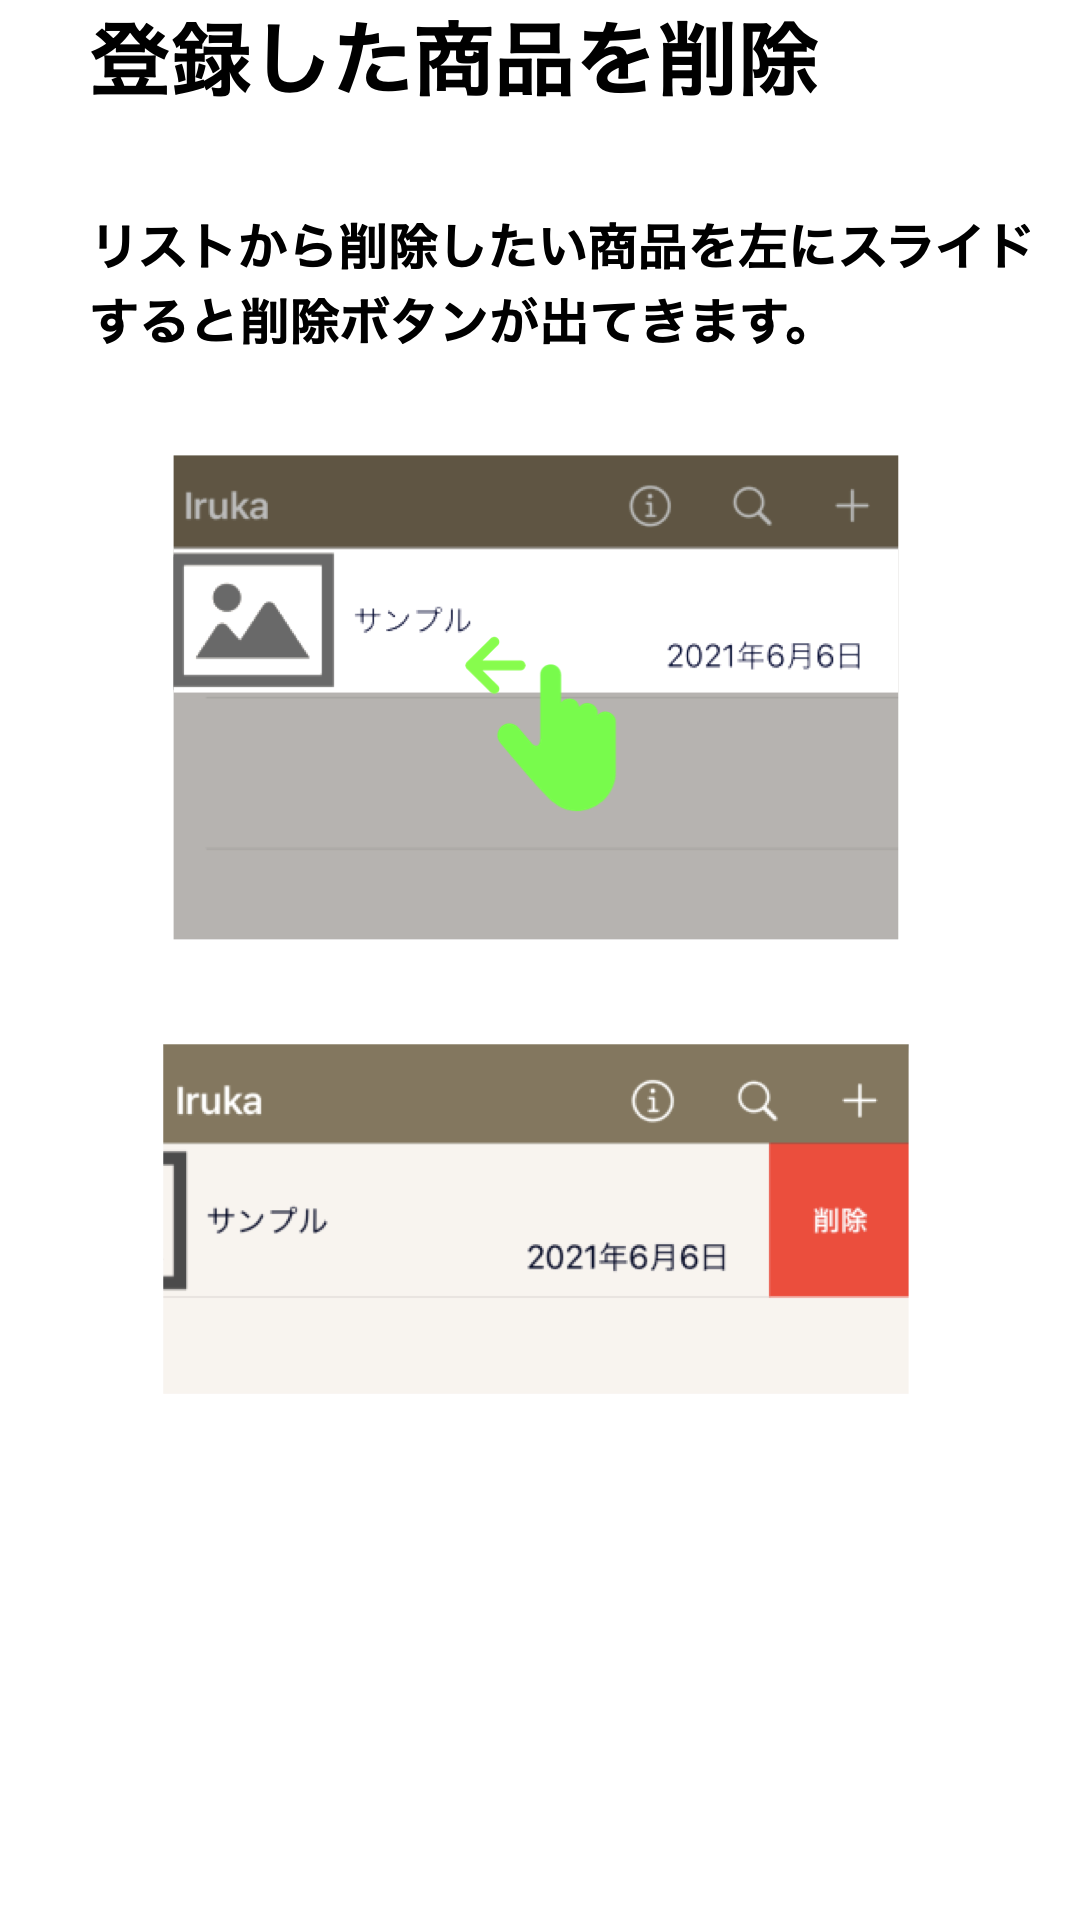 登録した商品を削除
リストから削除したい商品を左にスライド
すると削除ボタンが出てきます。
Iruka
サンプル
2021年6月6日
Iruka
サンプル
削除
2021年6月6日